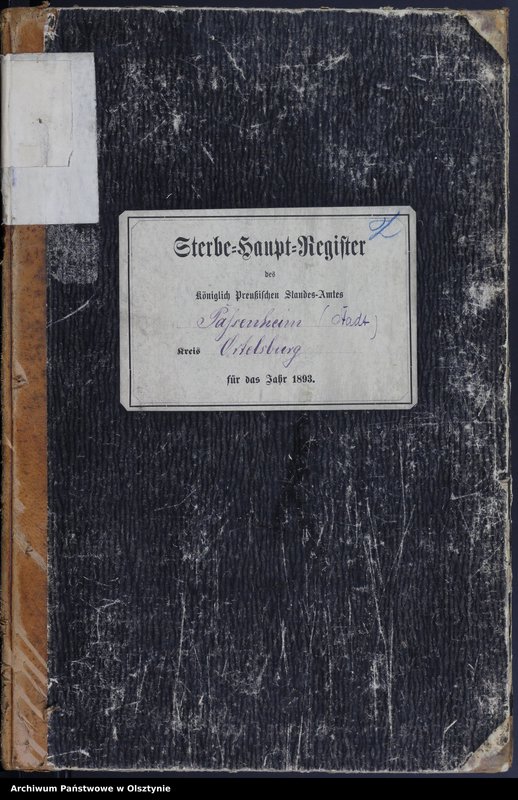 Sterbe-Haupt-Register
des
Königlich Preußischen Standes-Amtes
Passenheim (Stadt)
Kreis Ortelsburg
für das Jahr 1893.
Archiwum Państwowe w Olsztynie